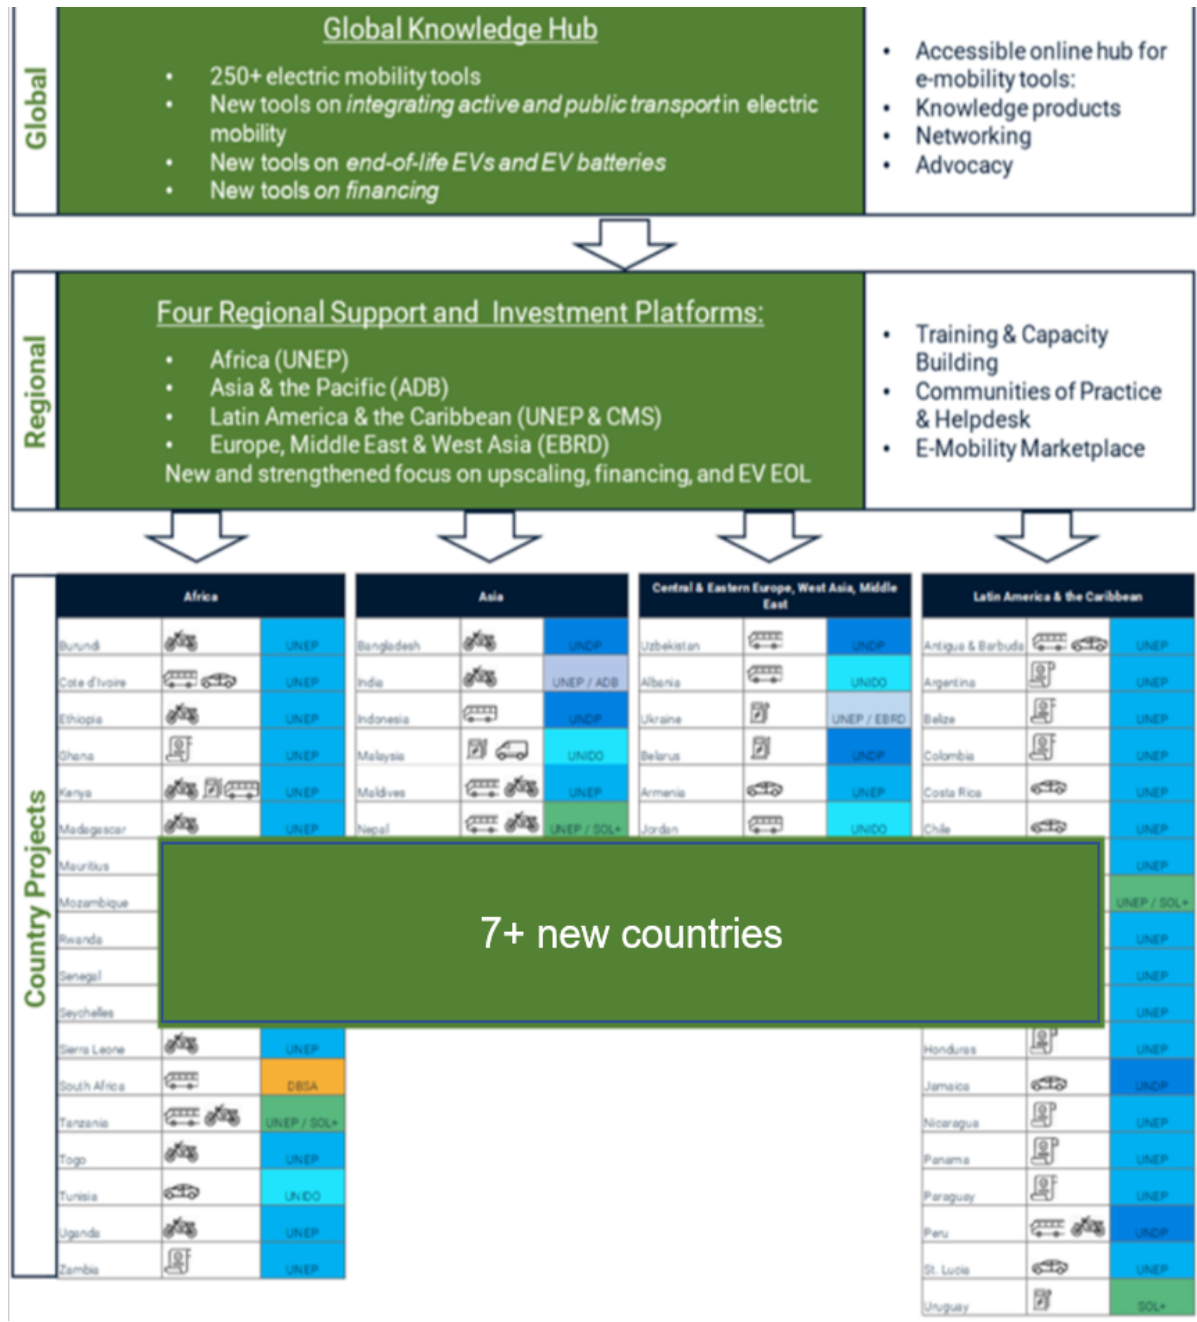 Global
Global Knowledge Hub
• 250+ electric mobility tools
• New tools on integrating active and public transport in electric
mobility
• New tools on end-of-life EVs and EV batteries
• New tools on financing
• Accessible online hub for
e-mobility tools:
• Knowledge products
• Networking
• Advocacy
Regional
Four Regional Support and Investment Platforms:
• Africa (UNEP)
• Asia & the Pacific (ADB)
• Latin America & the Caribbean (UNEP & CMS)
• Europe, Middle East & West Asia (EBRD)
New and strengthened focus on upscaling, financing, and EV EOL
• Training & Capacity
Building
• Communities of Practice
& Helpdesk
• E-Mobility Marketplace
Country Projects
Africa
Burundi UNEP
Cote d'Ivoire UNEP
Ethiopia UNEP
Ghana UNEP
Kenya UNEP
Madagascar UNEP
Mauritius
Mozambique
Rwanda
Senegal
Seychelles
Sierra Leone UNEP
South Africa DBSA
Tanzania UNEP / SOL+
Togo UNEP
Tunisia UNIDO
Uganda UNEP
Zambia UNEP
Asia
Bangladesh UNDP
India UNEP / ADB
Indonesia UNDP
Malaysia UNIDO
Maldives UNEP
Nepal UNEP / SOL+
Central & Eastern Europe, West Asia, Middle
East
Uzbekistan UNDP
Albania UNIDO
Ukraine UNEP / EBRD
Belarus UNDP
Armenia UNEP
Jordan UNIDO
Latin America & the Caribbean
Antigua & Barbuda UNEP
Argentina UNEP
Belize UNEP
Colombia UNEP
Costa Rica UNEP
Chile UNEP
UNEP
UNEP / SOL+
UNEP
UNEP
UNEP
Honduras UNEP
Jamaica UNDP
Nicaragua UNEP
Panama UNEP
Paraguay UNEP
Peru UNDP
St. Lucia UNEP
Uruguay SOL+
7+ new countries